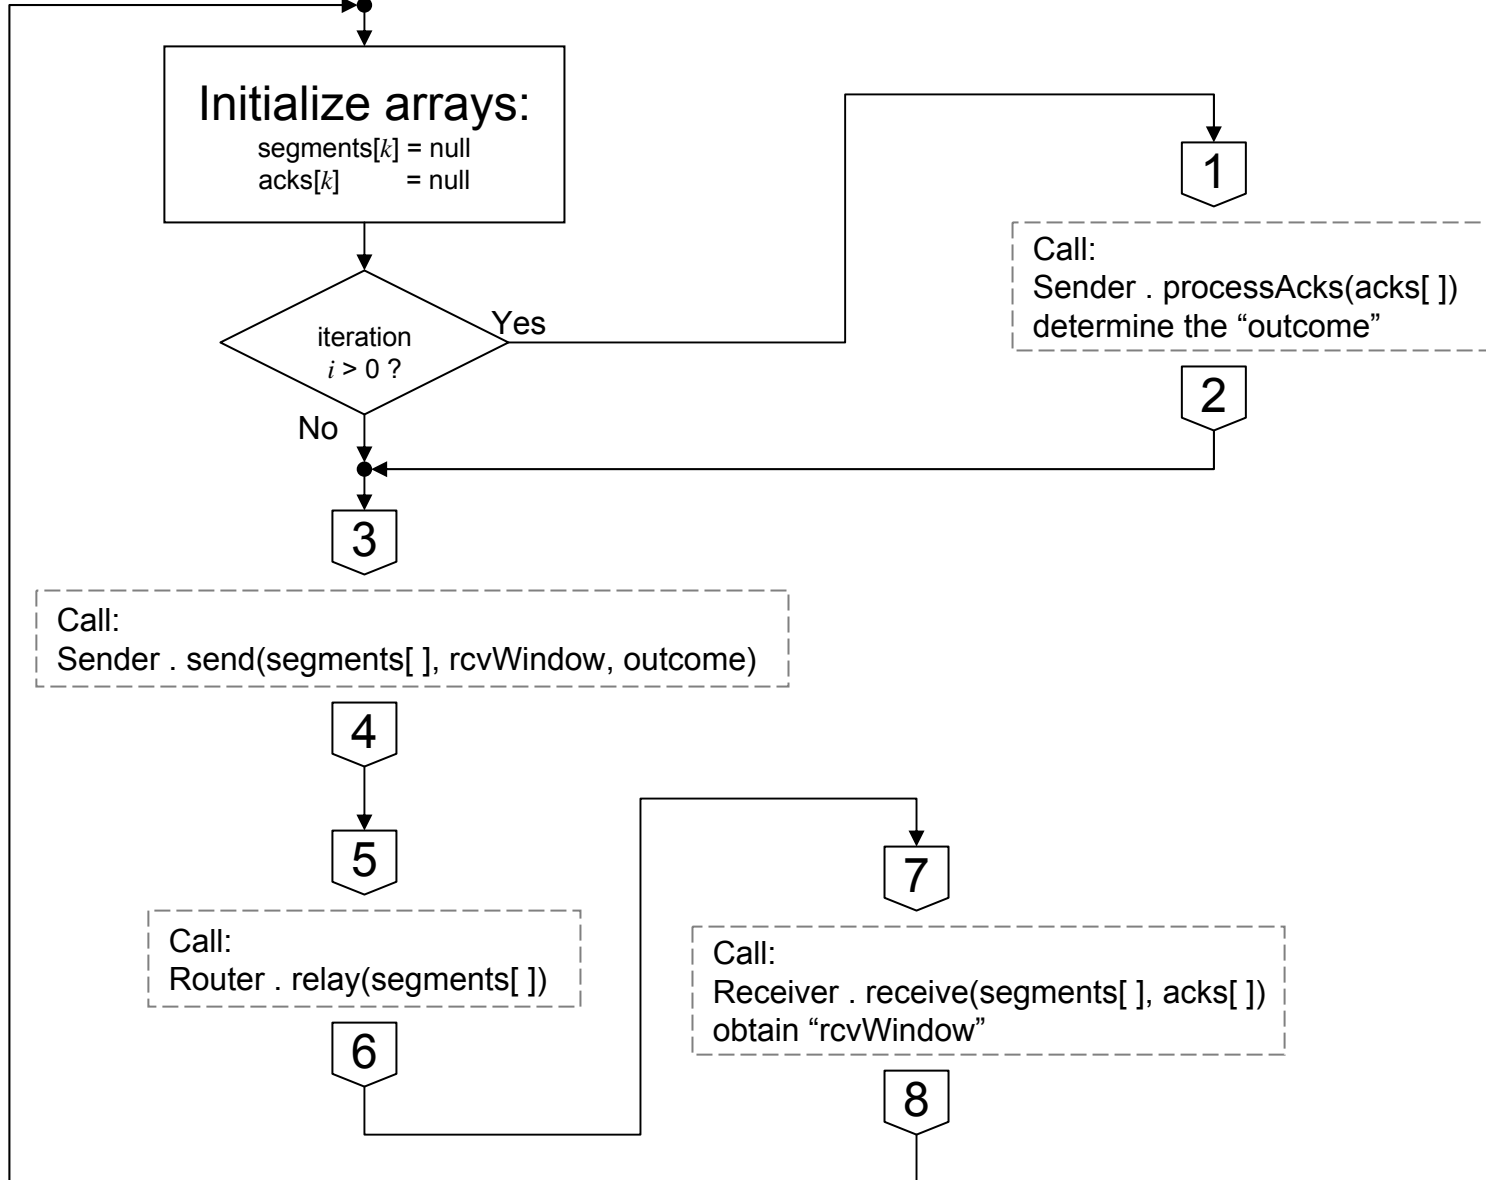 Initialize arrays:
segments[k] = null
acks[k] = null
iteration
i > 0 ?
Yes
No
1
Call:
Sender . processAcks(acks[ ])
determine the “outcome”
2
3
Call:
Sender . send(segments[ ], rcvWindow, outcome)
4
5
Call:
Router . relay(segments[ ])
6
7
Call:
Receiver . receive(segments[ ], acks[ ])
obtain “rcvWindow”
8